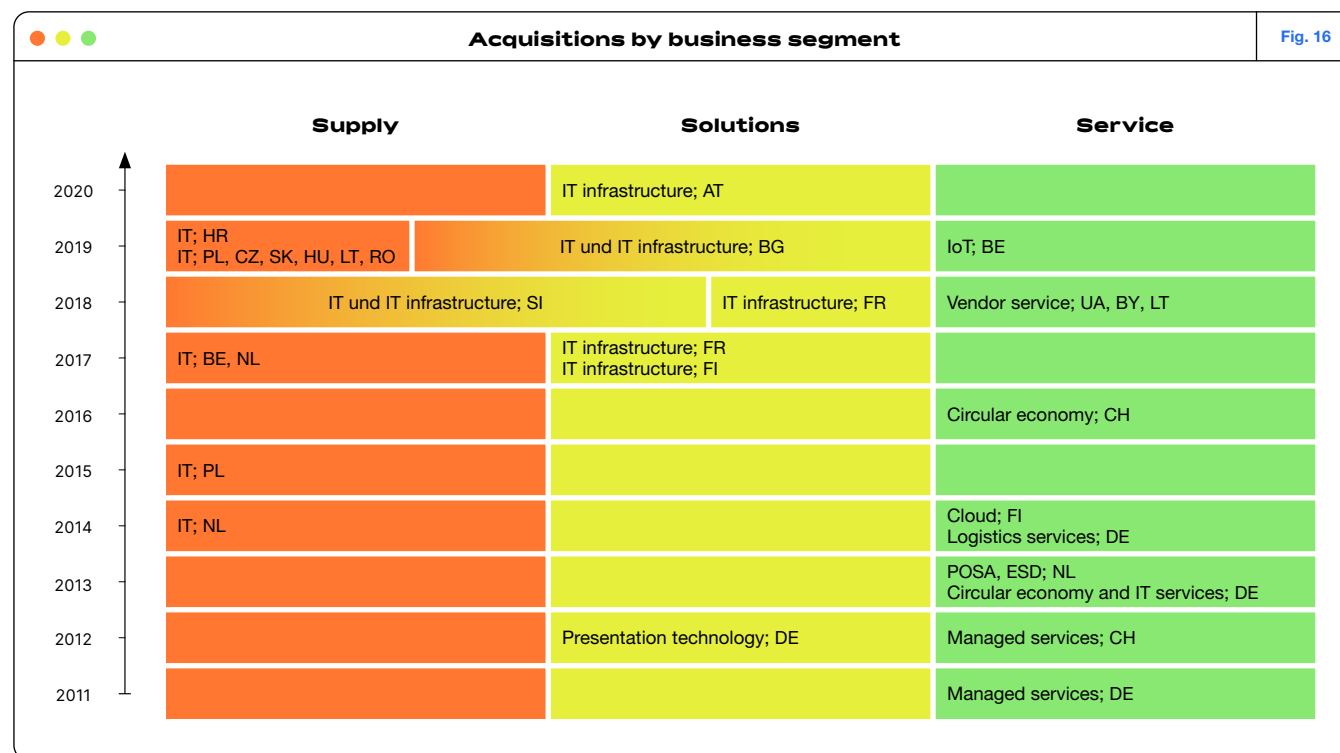 Acquisitions by business segment
Fig. 16
Supply
Solutions
Service
2020
IT infrastructure; AT
2019
IT; HR
IT; PL, CZ, SK, HU, LT, RO
IT und IT infrastructure; BG
IoT; BE
2018
IT und IT infrastructure; SI
IT infrastructure; FR
Vendor service; UA, BY, LT
2017
IT; BE, NL
IT infrastructure; FR
IT infrastructure; FI
2016
Circular economy; CH
2015
IT; PL
2014
IT; NL
Cloud; FI
Logistics services; DE
2013
POSA, ESD; NL
Circular economy and IT services; DE
2012
Presentation technology; DE
Managed services; CH
2011
Managed services; DE